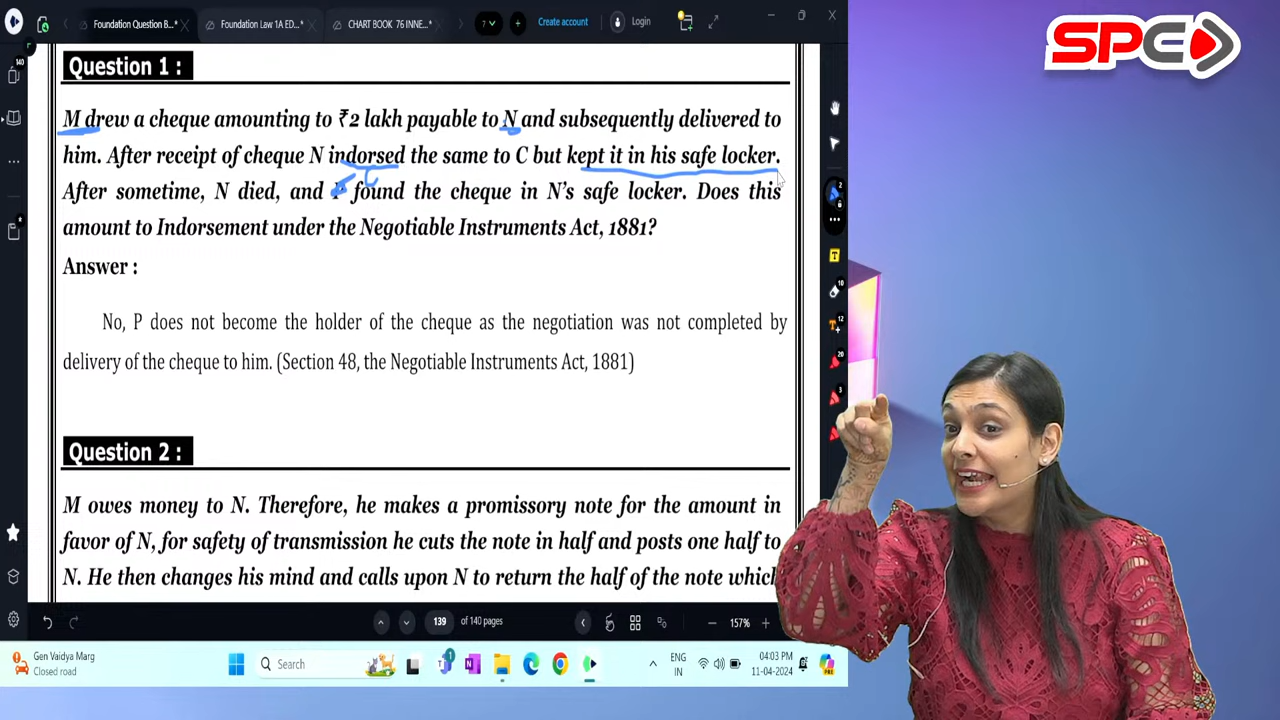 Foundation Question B...*
Foundation Law 1A ED...*
CHART BOOK 76 INNE...*
7
Create account
Login
SPC
140
Question 1 :
M drew a cheque amounting to ₹2 lakh payable to N and subsequently delivered to
him. After receipt of cheque N indorsed the same to C but kept it in his safe locker.
C
After sometime, N died, and found the cheque in N's safe locker. Does this
amount to Indorsement under the Negotiable Instruments Act, 1881?
Answer :
No, P does not become the holder of the cheque as the negotiation was not completed by
delivery of the cheque to him. (Section 48, the Negotiable Instruments Act, 1881)
Question 2 :
M owes money to N. Therefore, he makes a promissory note for the amount in
favor of N, for safety of transmission he cuts the note in half and posts one half to
N. He then changes his mind and calls upon N to return the half of the note which
2
T
10
12
20
3
139 of 140 pages
157%
Gen Vaidya Marg
Closed road
Search
1
ENG
IN
04:03 PM
11-04-2024